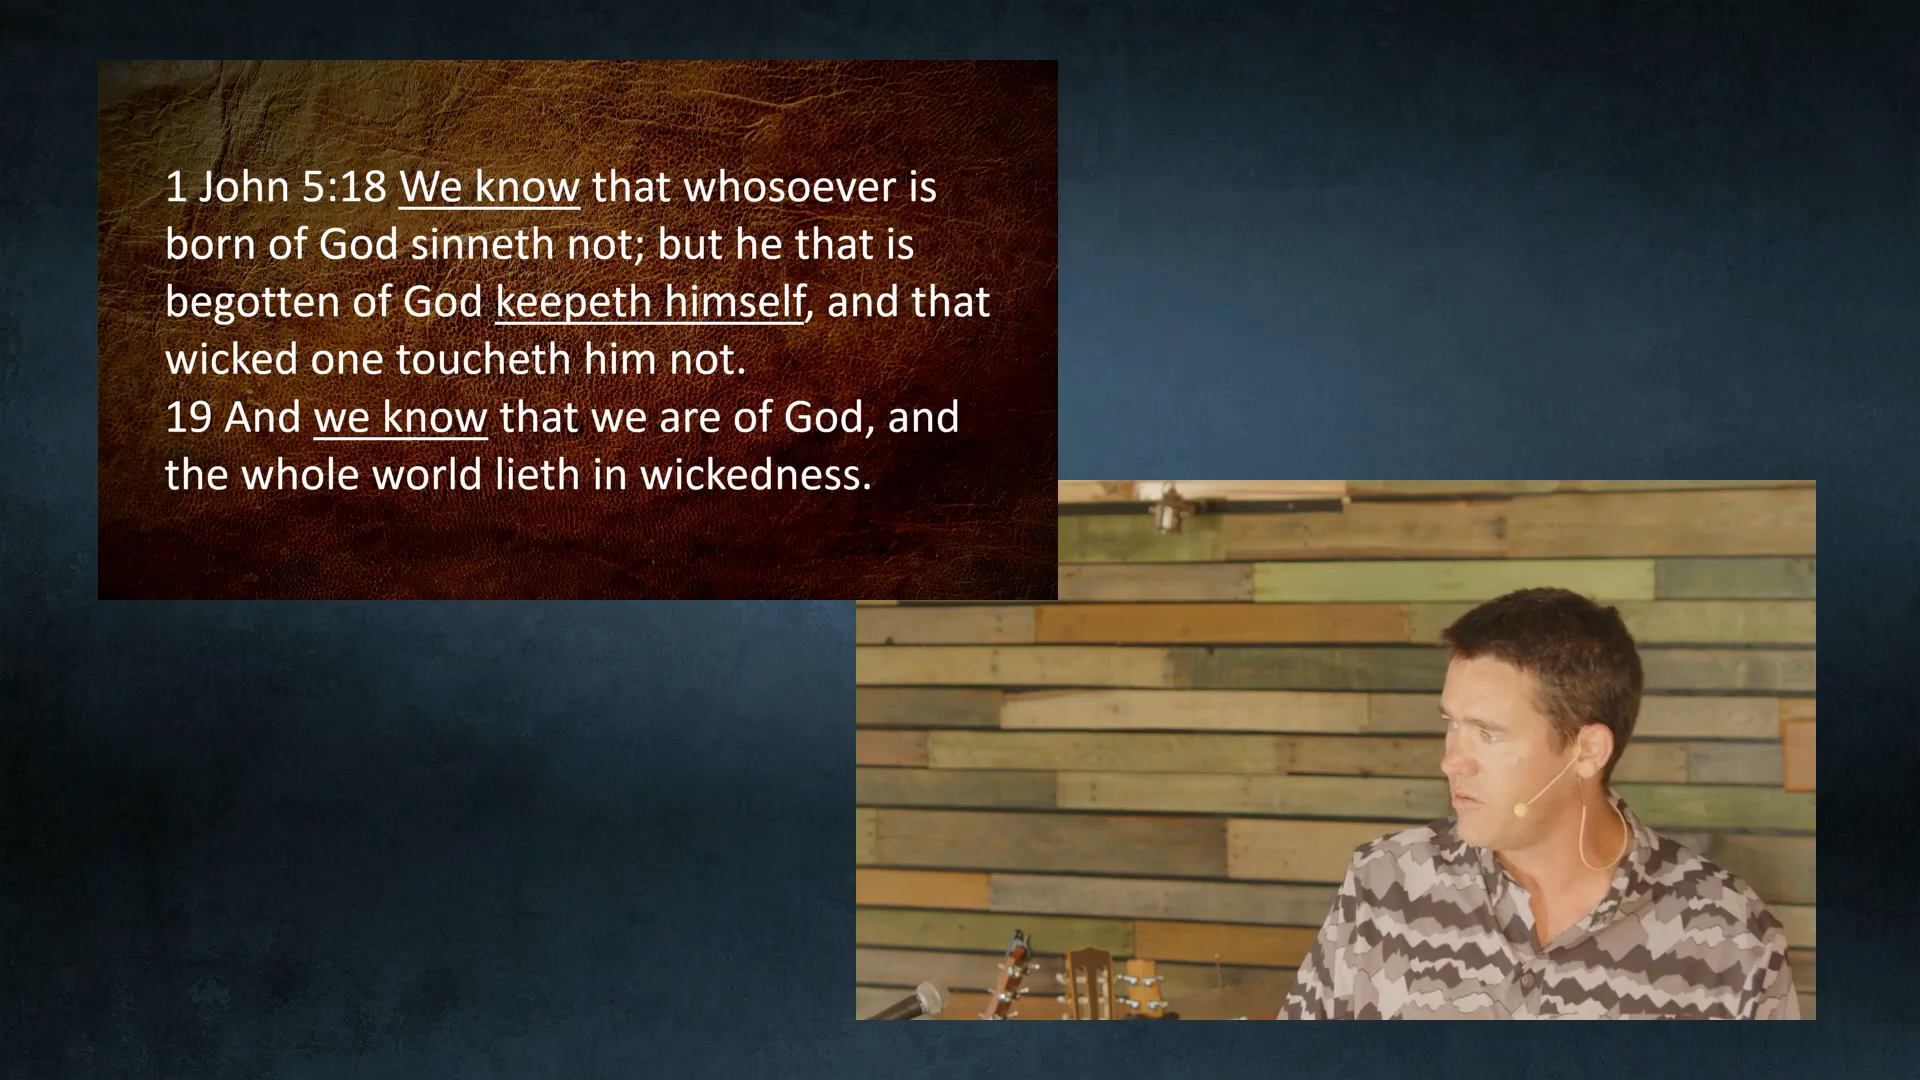 1 John 5:18 We know that whosoever is
born of God sinneth not; but he that is
begotten of God keepeth himself, and that
wicked one toucheth him not.
19 And we know that we are of God, and
the whole world lieth in wickedness.